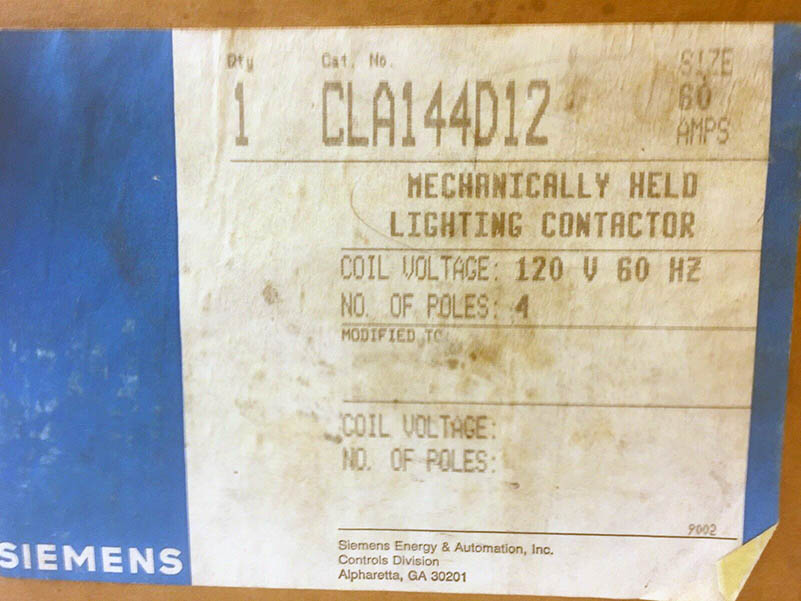 Qty Cat. No. SIZE
1 CLA144D12 60
AMPS
MECHANICALLY HELD
LIGHTING CONTACTOR
COIL VOLTAGE: 120 V 60 HZ
NO. OF POLES: 4
MODIFIED TO
COIL VOLTAGE:
NO. OF POLES:
9002
SIEMENS
Siemens Energy & Automation, Inc.
Controls Division
Alpharetta, GA 30201